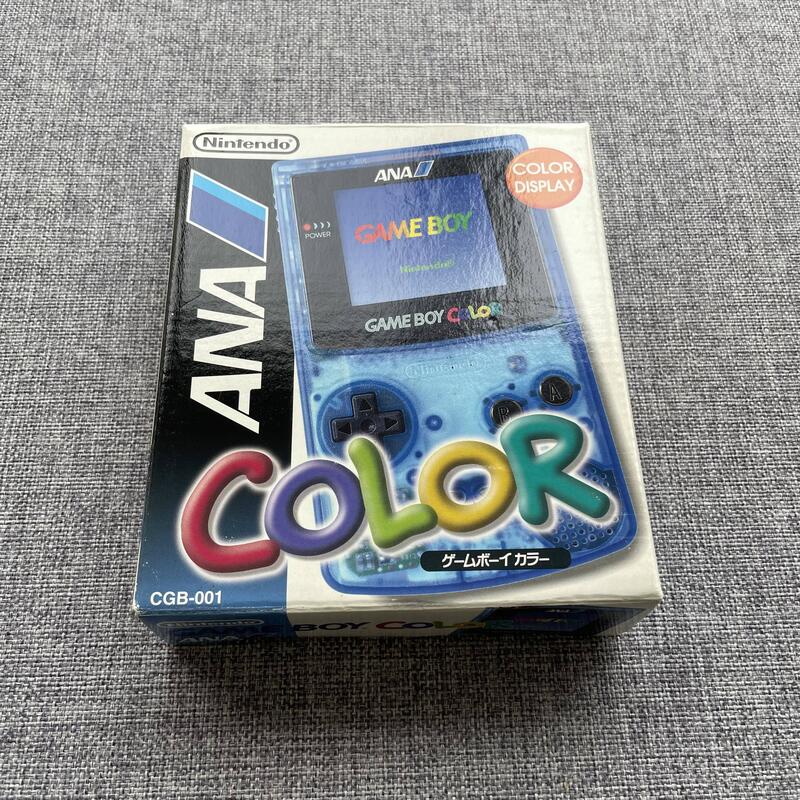 Nintendo
ANA
ANA
COLOR
DISPLAY
POWER
GAME BOY
Nintendo®
GAME BOY COLOR
Nintendo
B A
COLOR
ゲームボーイ カラー
CGB-001
Nintendo
ANA
GAME BOY COLOR